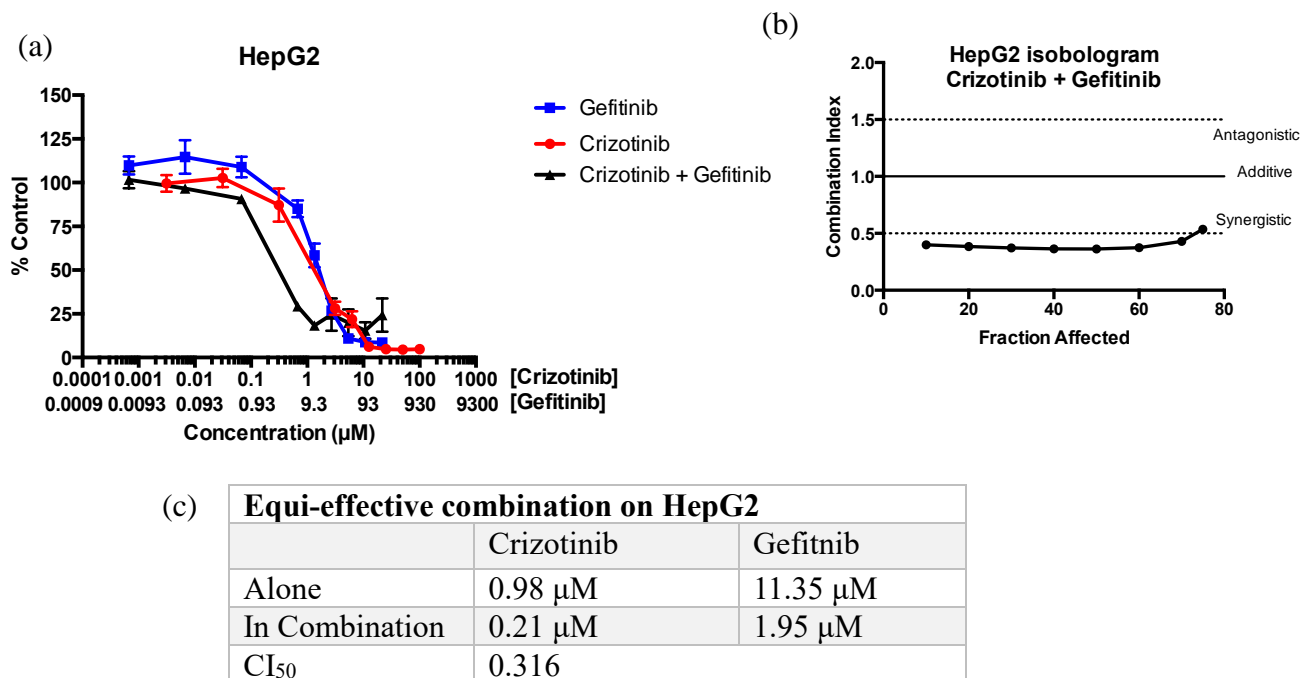 (a)
HepG2
150
125
100
75
50
25
0
% Control
0.0001 0.001 0.01 0.1 1 10 100 1000 [Crizotinib]
0.0009 0.0093 0.093 0.93 9.3 93 930 9300 [Gefitinib]
Concentration (µM)
Gefitinib
Crizotinib
Crizotinib + Gefitinib
(b)
HepG2 isobologram
Crizotinib + Gefitinib
2.0
1.5
1.0
0.5
0.0
Combination Index
Antagonistic
Additive
Synergistic
0 20 40 60 80
Fraction Affected
(c)
Equi-effective combination on HepG2
Crizotinib Gefitnib
Alone 0.98 µM 11.35 µM
In Combination 0.21 µM 1.95 µM
CI₅₀ 0.316